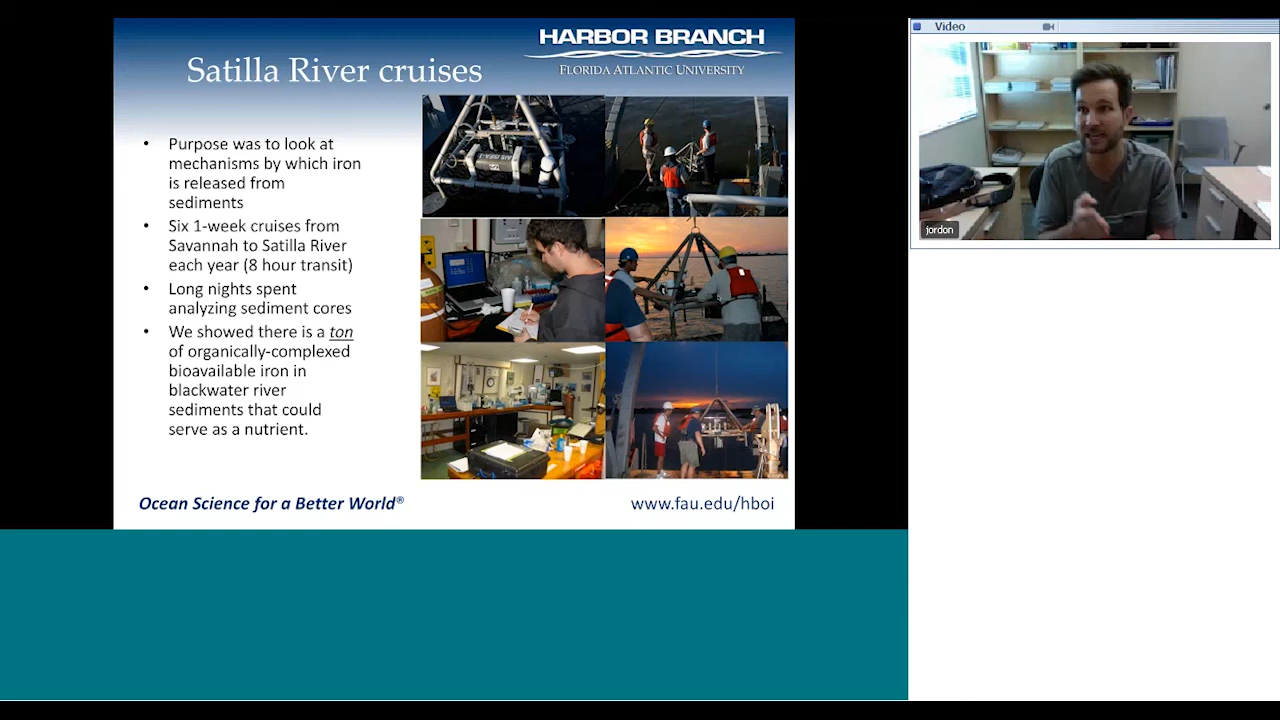 HARBOR BRANCH
FLORIDA ATLANTIC UNIVERSITY
Satilla River cruises
• Purpose was to look at
mechanisms by which iron
is released from
sediments
• Six 1-week cruises from
Savannah to Satilla River
each year (8 hour transit)
• Long nights spent
analyzing sediment cores
• We showed there is a ton
of organically-complexed
bioavailable iron in
blackwater river
sediments that could
serve as a nutrient.
Ocean Science for a Better World®
www.fau.edu/hboi
Video
jordon